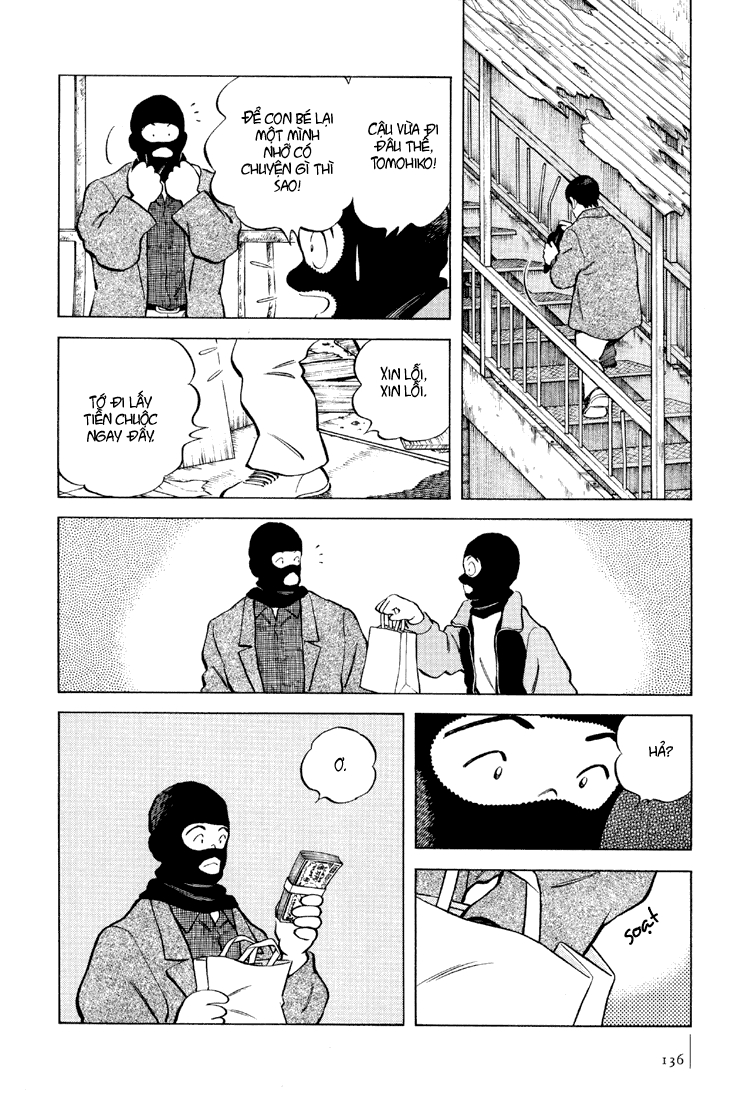 CẬU VỪA ĐI
ĐÂU THẾ,
TOMOHIKO?
ĐỂ CON BÉ LẠI
MỘT MÌNH
NHỠ CÓ
CHUYỆN GÌ THÌ
SAO!
XIN LỖI,
XIN LỖI.
TỚ ĐI LẤY
TIỀN CHUỘC
NGAY ĐÂY.
HẢ?
soạt
Ơ.
136